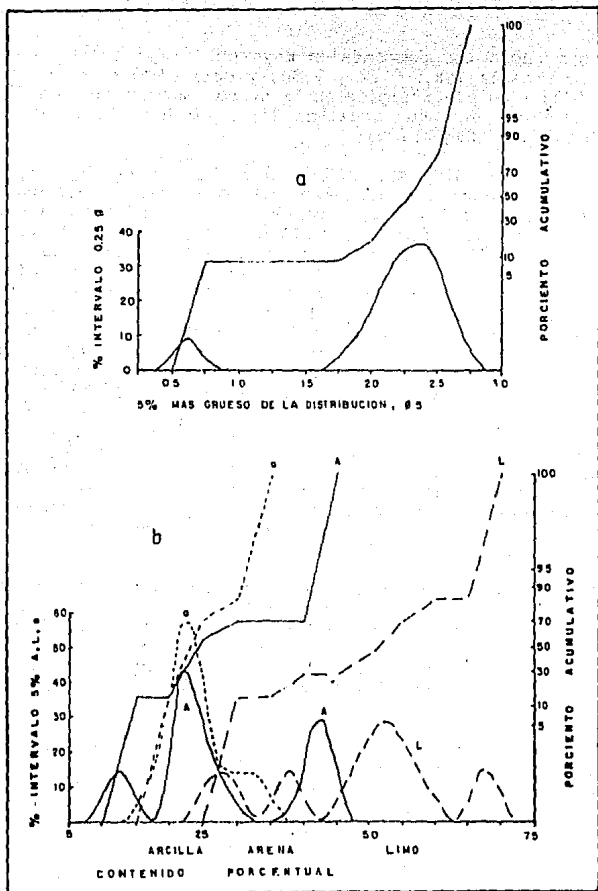 a
100
95
90
70
50
30
10
5
PORCIENTO ACUMULATIVO
40
30
20
10
0
% INTERVALO 0.25 Ø
0.5 1.0 1.5 2.0 2.5 3.0
5% MAS GRUESO DE LA DISTRIBUCION, Ø 5
b
a A L
100
95
90
70
50
30
10
5
PORCIENTO ACUMULATIVO
60
50
40
30
20
10
% -INTERVALO 5% A.L.a
a
A A L
5 25 50 75
ARCILLA ARENA LIMO
CONTENIDO PORCENTUAL